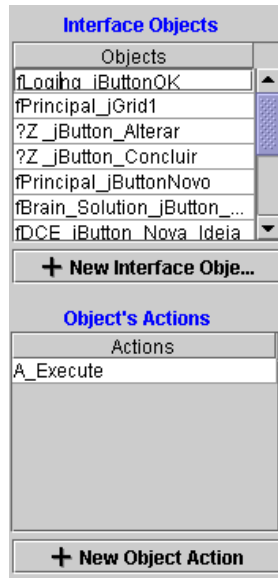 Interface Objects
Objects
fLoging_jButtonOK
fPrincipal_jGrid1
?Z_jButton_Alterar
?Z_jButton_Concluir
fPrincipal_jButtonNovo
fBrain_Solution_jButton_...
fDCE_jButton_Nova_Ideia
+ New Interface Obje...
Object's Actions
Actions
A_Execute
+ New Object Action